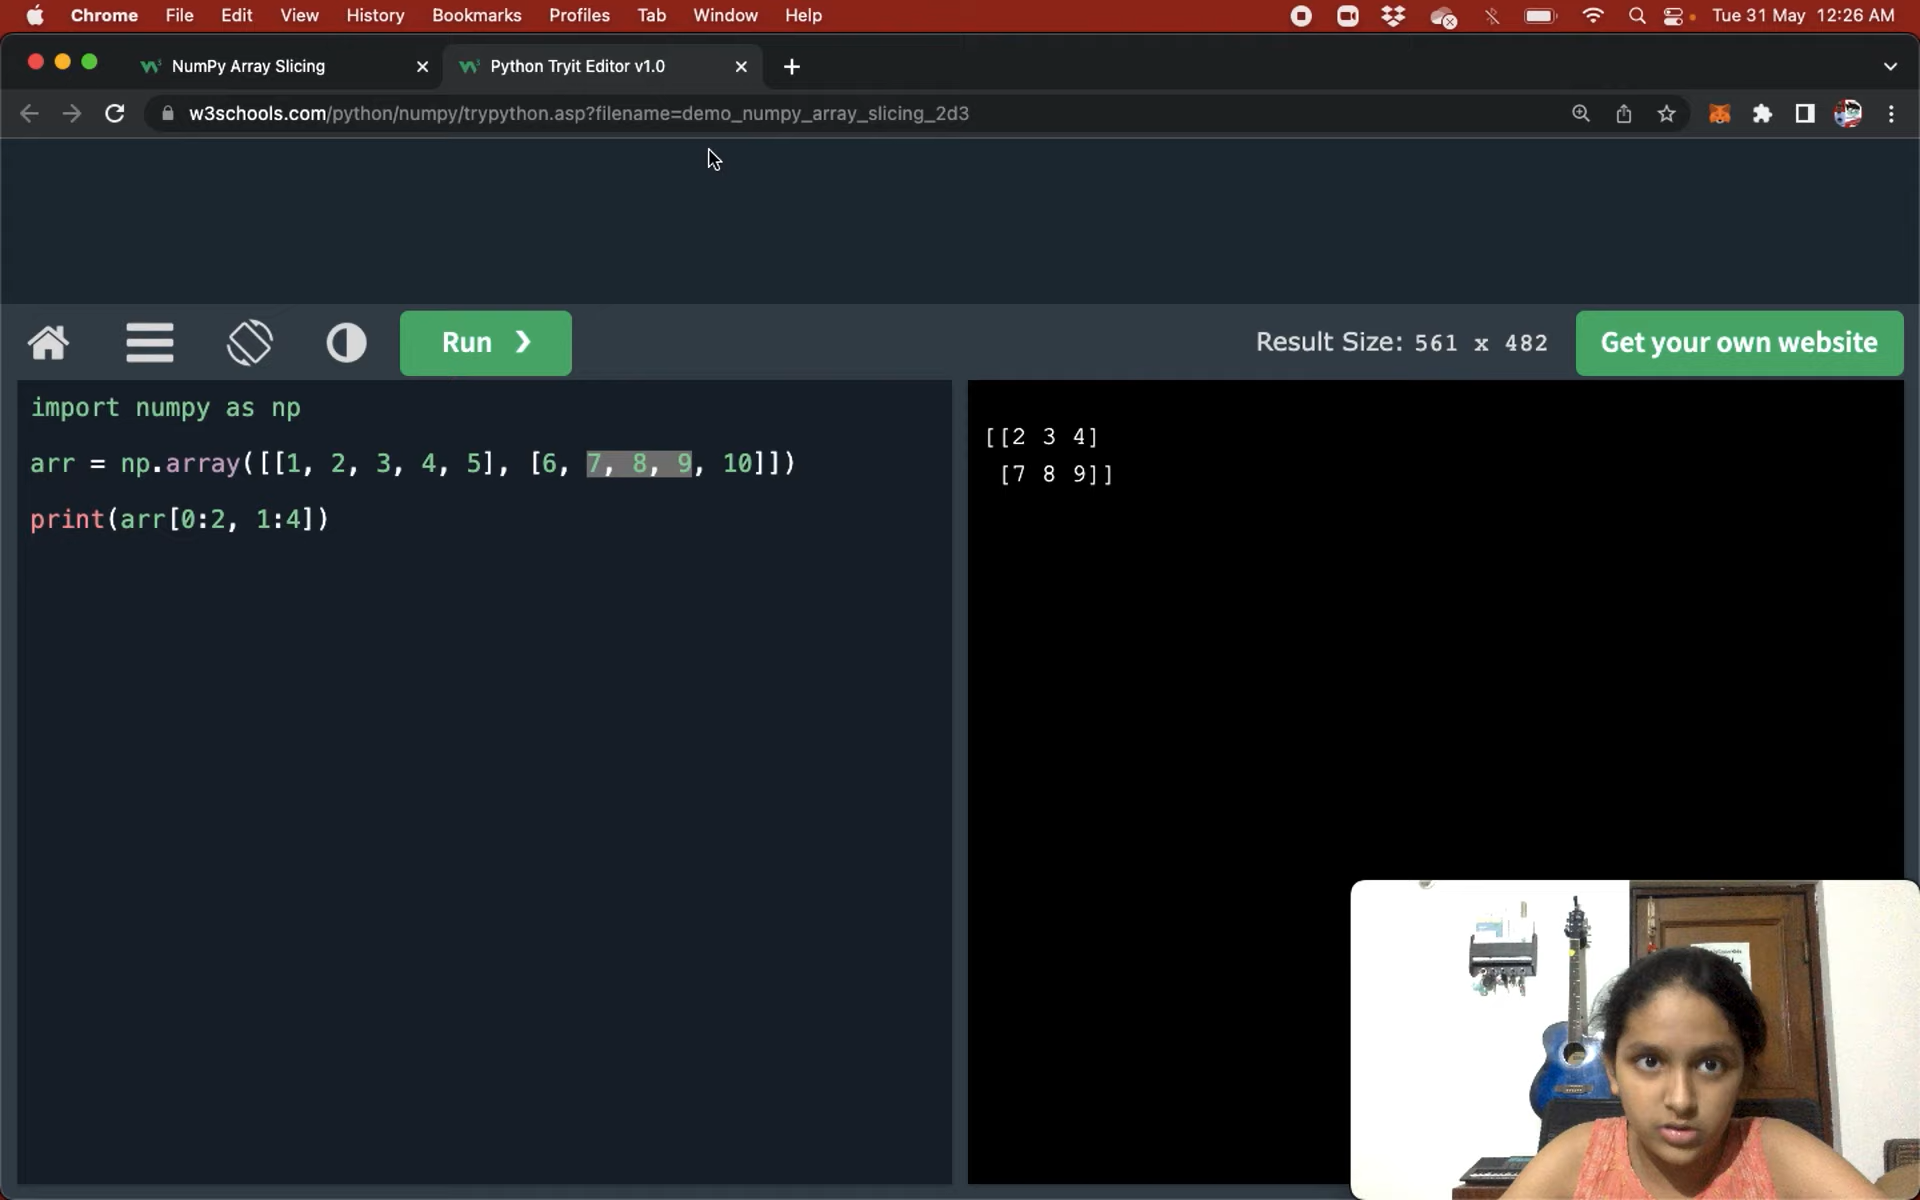 Chrome File Edit View History Bookmarks Profiles Tab Window Help Tue 31 May 12:26 AM
NumPy Array Slicing Python Tryit Editor v1.0
w3schools.com/python/numpy/trypython.asp?filename=demo_numpy_array_slicing_2d3
Run ❯ Result Size: 561 x 482 Get your own website
import numpy as np
arr = np.array([[1, 2, 3, 4, 5], [6, 7, 8, 9, 10]])
print(arr[0:2, 1:4])
[[2 3 4]
[7 8 9]]